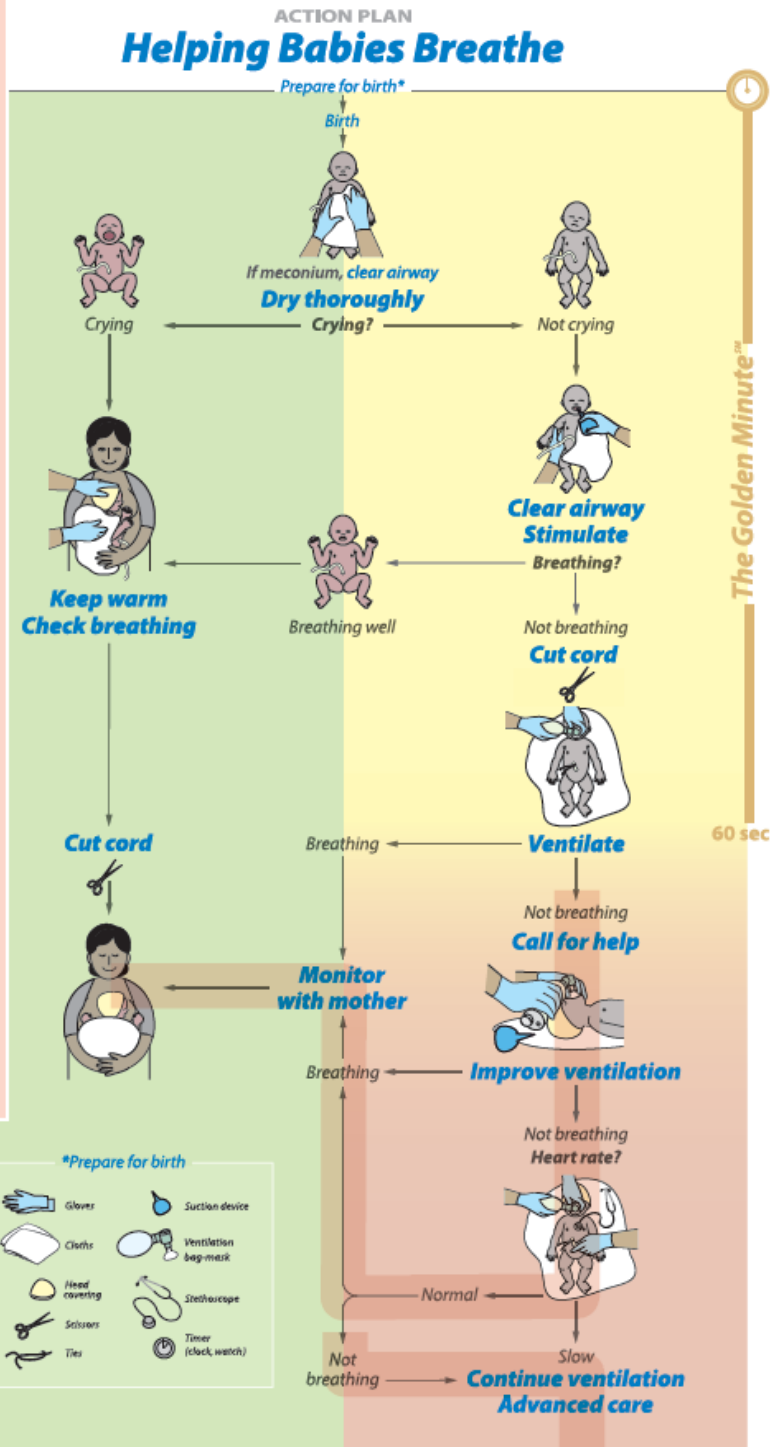 ACTION PLAN
Helping Babies Breathe
Prepare for birth*
Birth
If meconium, clear airway
Dry thoroughly
Crying
Crying?
Not crying
The Golden Minute℠
Clear airway
Stimulate
Breathing?
Keep warm
Check breathing
Breathing well
Not breathing
Cut cord
Cut cord
Breathing
Ventilate
60 sec
Not breathing
Call for help
Monitor
with mother
Breathing
Improve ventilation
Not breathing
Heart rate?
*Prepare for birth
Gloves
Suction device
Cloths
Ventilation
bag-mask
Head
covering
Stethoscope
Scissors
Timer
(clock, watch)
Ties
Normal
Not
breathing
Slow
Continue ventilation
Advanced care